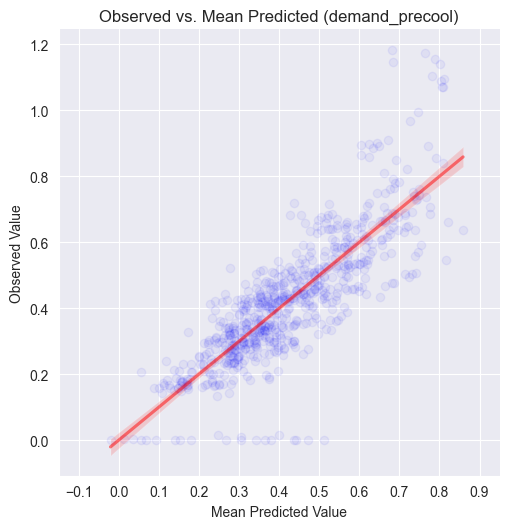 Observed vs. Mean Predicted (demand_precool)
1.2
1.0
0.8
0.6
0.4
0.2
0.0
Observed Value
-0.1 0.0 0.1 0.2 0.3 0.4 0.5 0.6 0.7 0.8 0.9
Mean Predicted Value